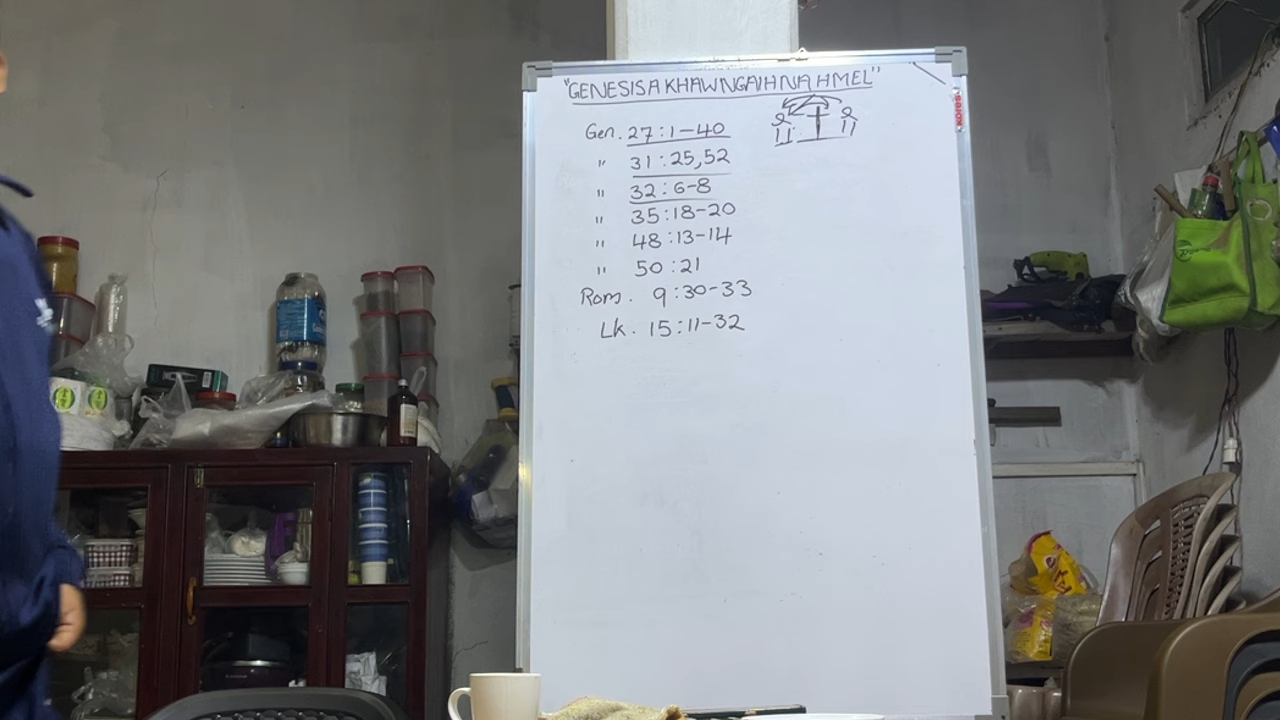 "GENESISA KHAWNGAIHNA HMEL"
Gen. 27:1-40
" 31:25,52
" 32:6-8
" 35:18-20
" 48:13-14
" 50:21
Rom. 9:30-33
Lk. 15:11-32
KORES